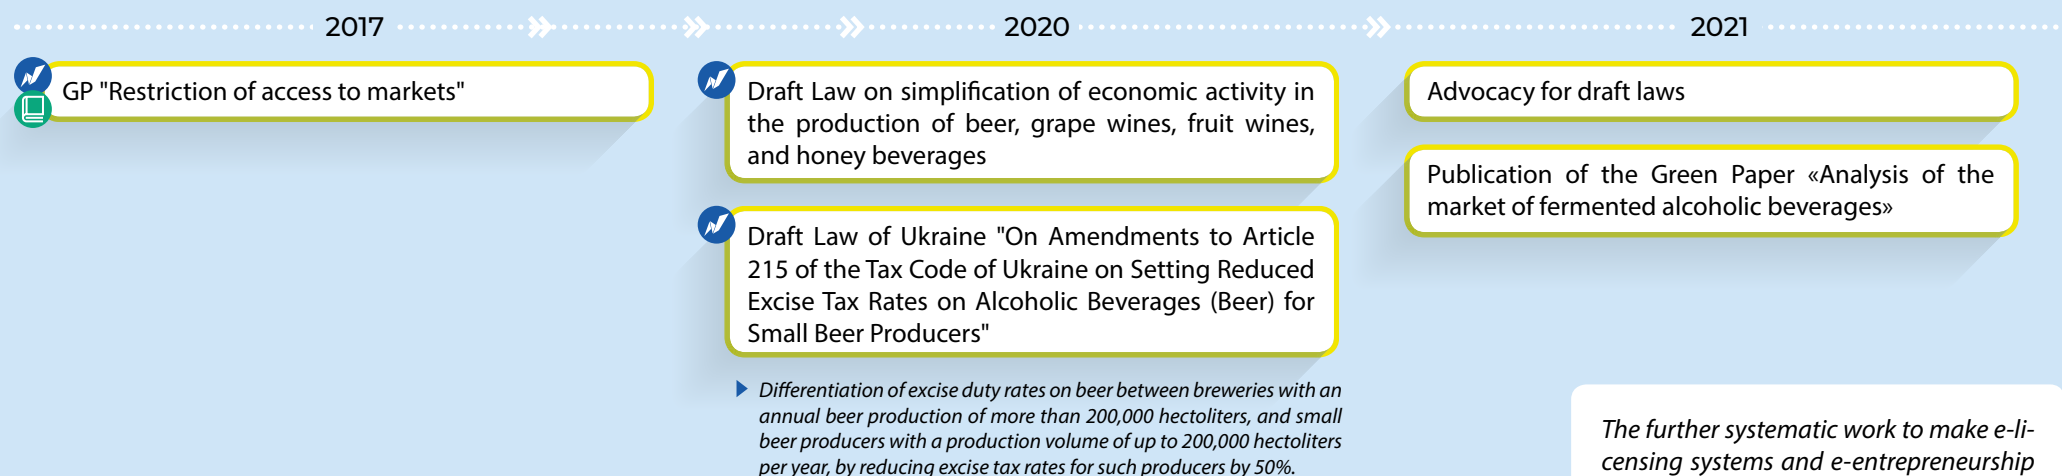 2017
2020
2021
GP "Restriction of access to markets"
Draft Law on simplification of economic activity in
the production of beer, grape wines, fruit wines,
and honey beverages
Draft Law of Ukraine "On Amendments to Article
215 of the Tax Code of Ukraine on Setting Reduced
Excise Tax Rates on Alcoholic Beverages (Beer) for
Small Beer Producers"
Differentiation of excise duty rates on beer between breweries with an
annual beer production of more than 200,000 hectoliters, and small
beer producers with a production volume of up to 200,000 hectoliters
per year, by reducing excise tax rates for such producers by 50%.
Advocacy for draft laws
Publication of the Green Paper «Analysis of the
market of fermented alcoholic beverages»
The further systematic work to make e-li-
censing systems and e-entrepreneurship